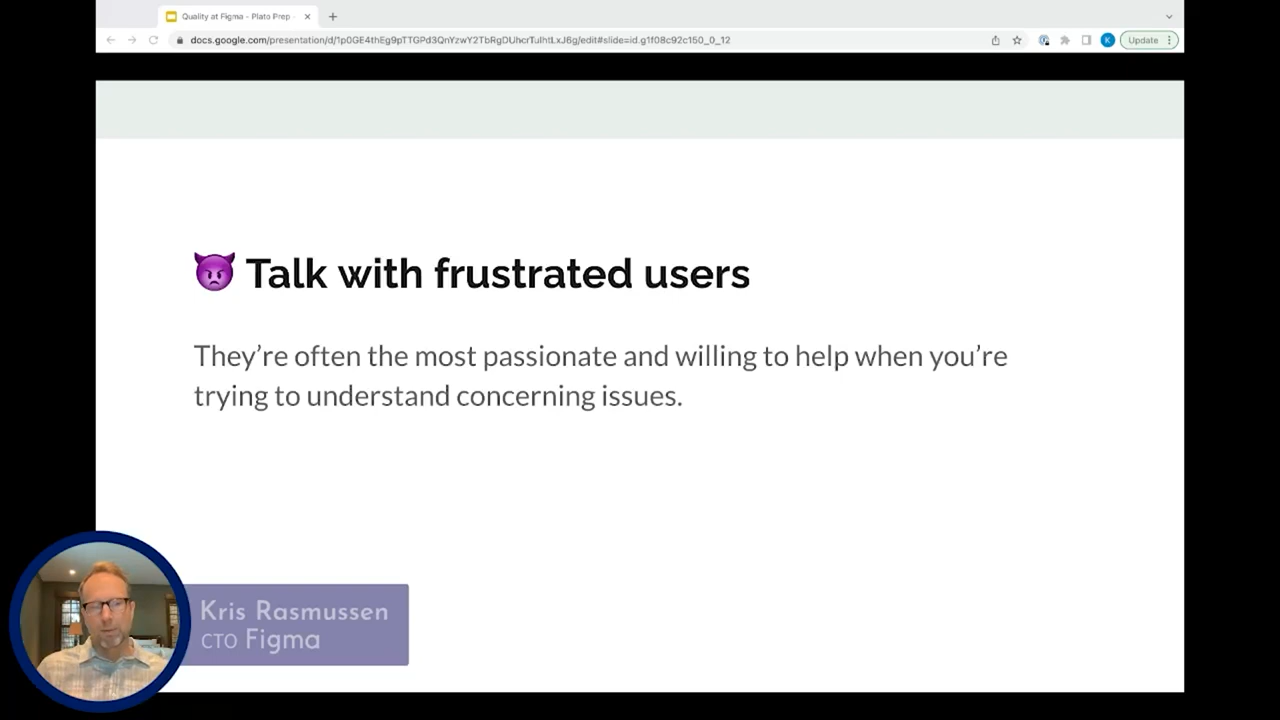 Quality at Figma - Plato Prep
docs.google.com/presentation/d/1p0GE4thEg9pTTGPd3QnYzwY2TbRgDUhcrTuIhtLxJ6g/edit#slide=id.g1f08c92c150_0_12
K
Update
😈 Talk with frustrated users
They’re often the most passionate and willing to help when you’re
trying to understand concerning issues.
Kris Rasmussen
CTO Figma